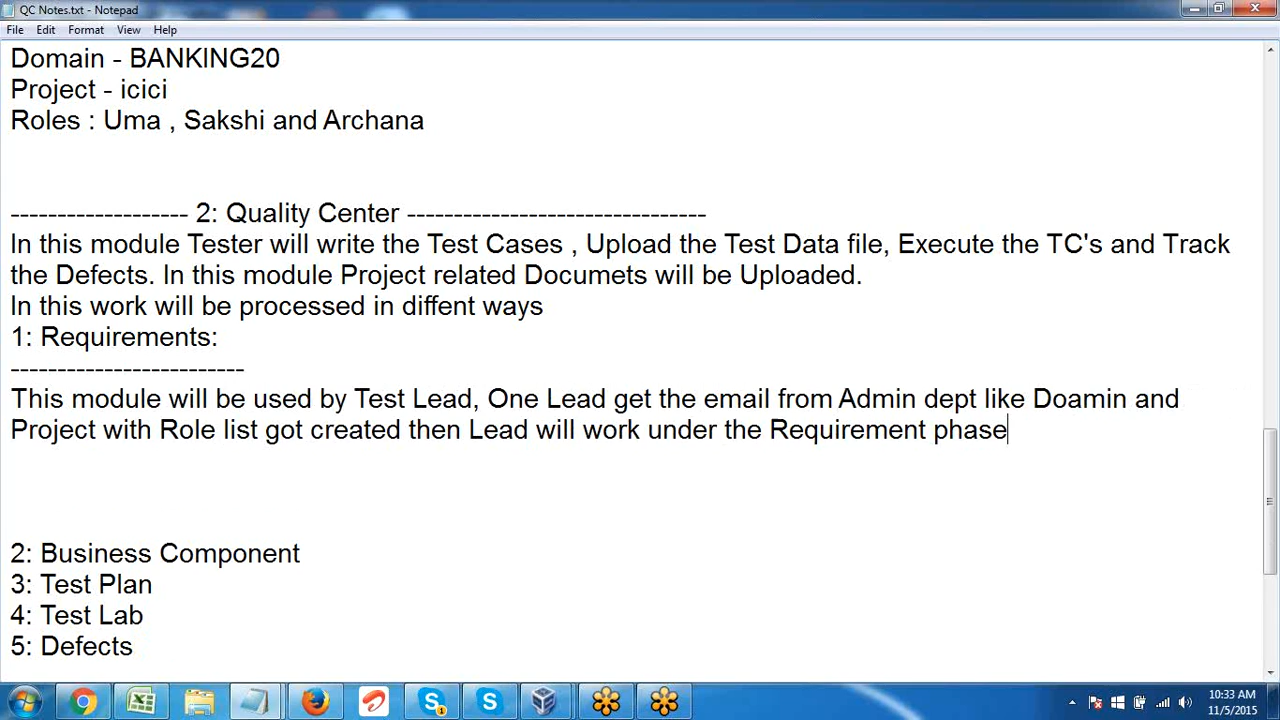 QC Notes.txt - Notepad
File Edit Format View Help
Domain - BANKING20
Project - icici
Roles : Uma , Sakshi and Archana
------------------- 2: Quality Center --------------------------------
In this module Tester will write the Test Cases , Upload the Test Data file, Execute the TC's and Track
the Defects. In this module Project related Documets will be Uploaded.
In this work will be processed in diffent ways
1: Requirements:
-------------------------
This module will be used by Test Lead, One Lead get the email from Admin dept like Doamin and
Project with Role list got created then Lead will work under the Requirement phase
2: Business Component
3: Test Plan
4: Test Lab
5: Defects
10:33 AM
11/5/2015